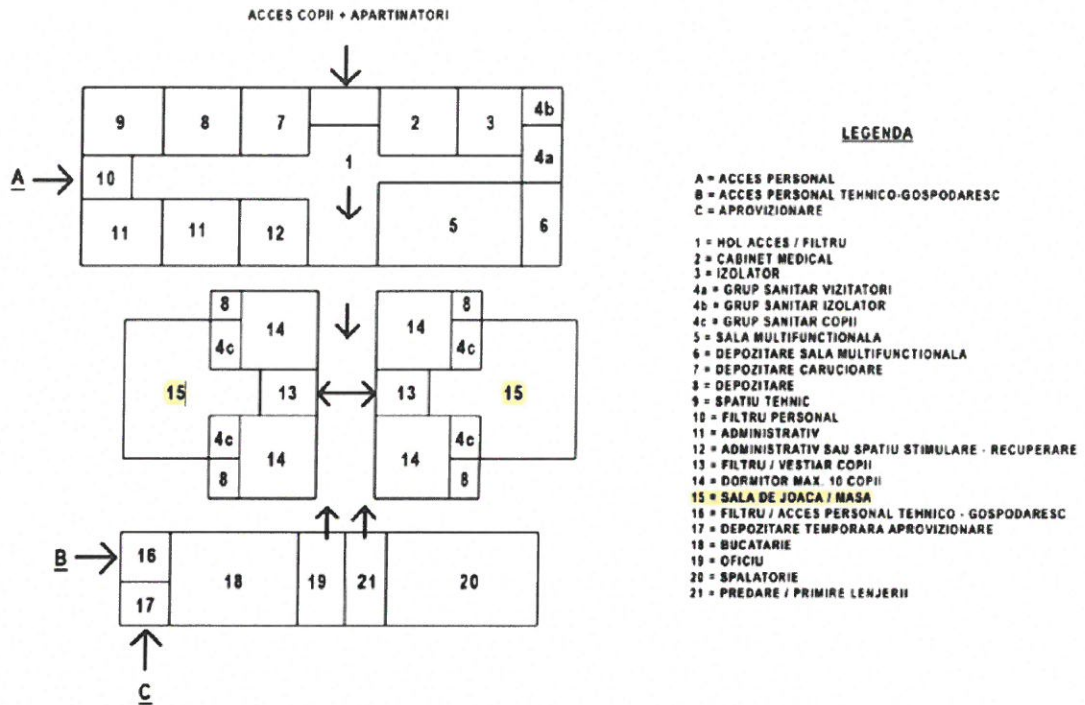 ACCES COPII + APARTINATORI
9 8 7 2 3 4b
4a
1
A
10
11 11 12 5 6
8 14 14 8
4c 4c
15 13 13 15
4c 14 14 4c
8 8
B
16 18 19 21 20
17
C
LEGENDA
A = ACCES PERSONAL
B = ACCES PERSONAL TEHNICO-GOSPODARESC
C = APROVIZIONARE
1 = HOL ACCES / FILTRU
2 = CABINET MEDICAL
3 = IZOLATOR
4a = GRUP SANITAR VIZITATORI
4b = GRUP SANITAR IZOLATOR
4c = GRUP SANITAR COPII
5 = SALA MULTIFUNCTIONALA
6 = DEPOZITARE SALA MULTIFUNCTIONALA
7 = DEPOZITARE CARUCIOARE
8 = DEPOZITARE
9 = SPATIU TEHNIC
10 = FILTRU PERSONAL
11 = ADMINISTRATIV
12 = ADMINISTRATIV SAU SPATIU STIMULARE - RECUPERARE
13 = FILTRU / VESTIAR COPII
14 = DORMITOR MAX. 10 COPII
15 = SALA DE JOACA / MASA
16 = FILTRU / ACCES PERSONAL TEHNICO - GOSPODARESC
17 = DEPOZITARE TEMPORARA APROVIZIONARE
18 = BUCATARIE
19 = OFICIU
20 = SPALATORIE
21 = PREDARE / PRIMIRE LENJERII